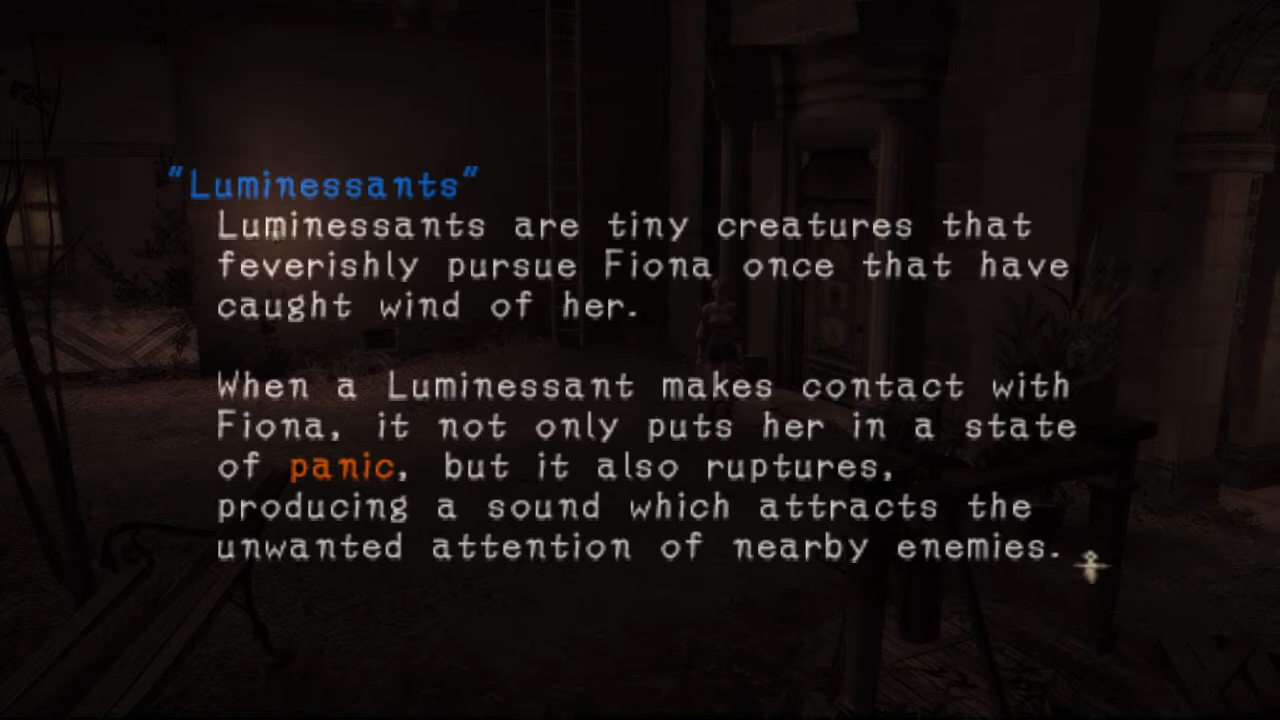 "Luminessants"
Luminessants are tiny creatures that
feverishly pursue Fiona once that have
caught wind of her.
When a Luminessant makes contact with
Fiona, it not only puts her in a state
of panic, but it also ruptures,
producing a sound which attracts the
unwanted attention of nearby enemies.